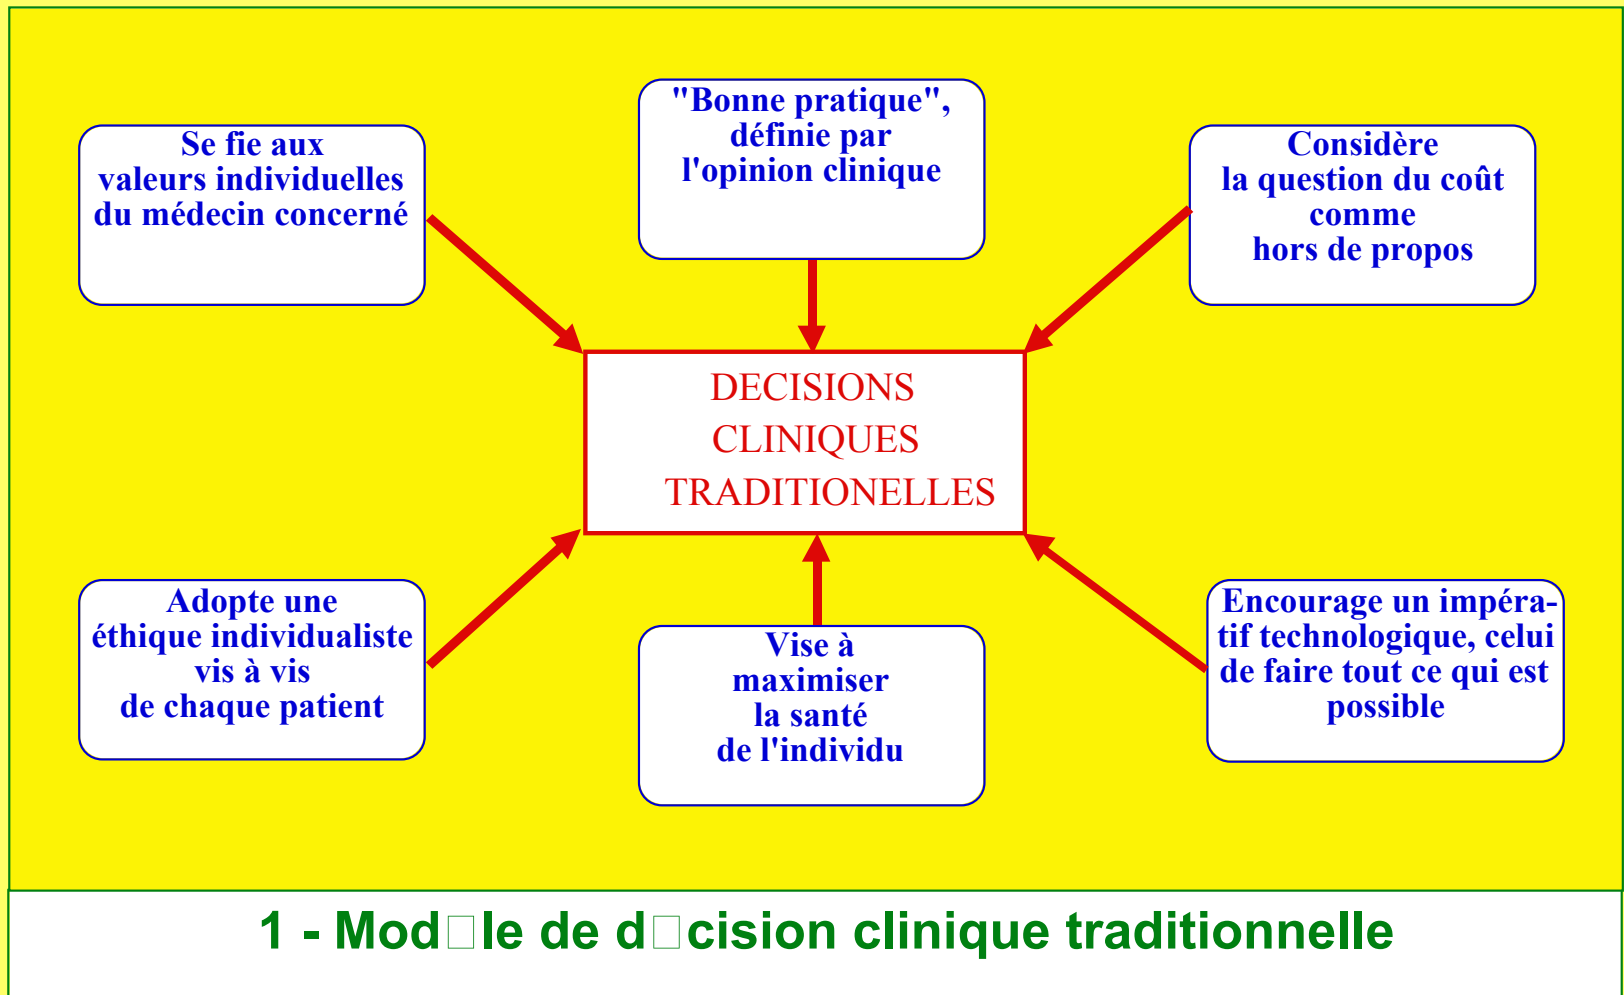 Se fie aux
valeurs individuelles
du médecin concerné
"Bonne pratique",
définie par
l'opinion clinique
Considère
la question du coût
comme
hors de propos
DECISIONS
CLINIQUES
TRADITIONELLES
Adopte une
éthique individualiste
vis à vis
de chaque patient
Vise à
maximiser
la santé
de l'individu
Encourage un impéra-
tif technologique, celui
de faire tout ce qui est
possible
1 - Mod□le de d□cision clinique traditionnelle